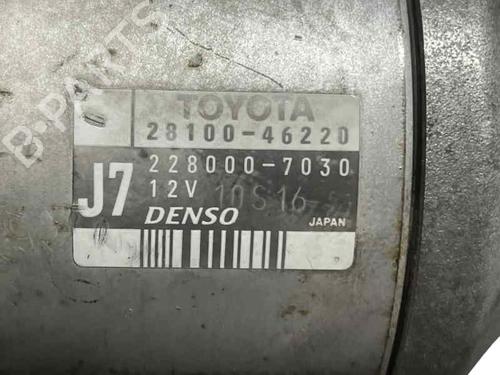 B-PARTS
TOYOTA
28100-46220
228000-7030
J7
12V 10S16
DENSO
JAPAN